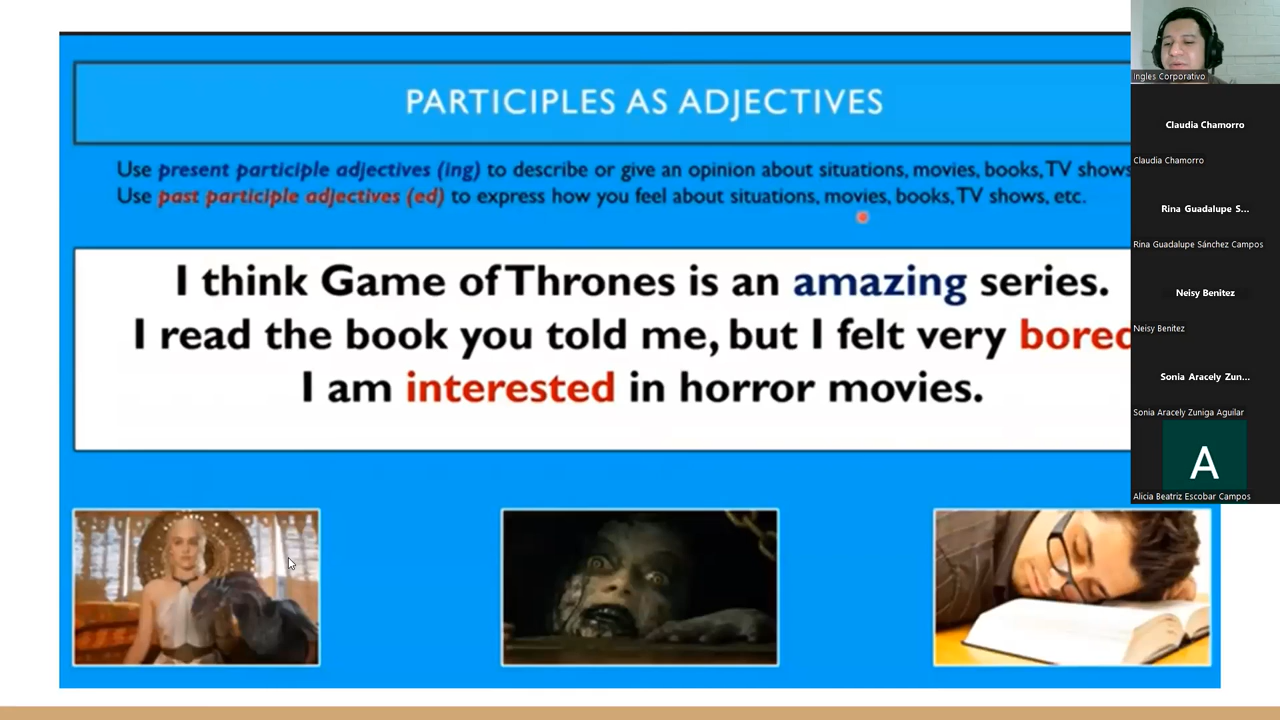 PARTICIPLES AS ADJECTIVES
Use present participle adjectives (ing) to describe or give an opinion about situations, movies, books, TV shows
Use past participle adjectives (ed) to express how you feel about situations, movies, books, TV shows, etc.
I think Game of Thrones is an amazing series.
I read the book you told me, but I felt very bored
I am interested in horror movies.
Ingles Corporativo
Claudia Chamorro
Claudia Chamorro
Rina Guadalupe S...
Rina Guadalupe Sánchez Campos
Neisy Benitez
Neisy Benitez
Sonia Aracely Zun...
Sonia Aracely Zuniga Aguilar
A
Alicia Beatriz Escobar Campos